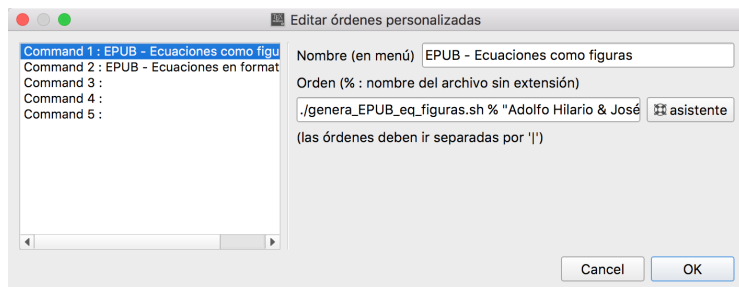 Editar órdenes personalizadas
Command 1 : EPUB - Ecuaciones como figu
Command 2 : EPUB - Ecuaciones en format
Command 3 :
Command 4 :
Command 5 :
Nombre (en menú) EPUB - Ecuaciones como figuras
Orden (% : nombre del archivo sin extensión)
./genera_EPUB_eq_figuras.sh % "Adolfo Hilario & José asistente
(las órdenes deben ir separadas por '|')
Cancel OK